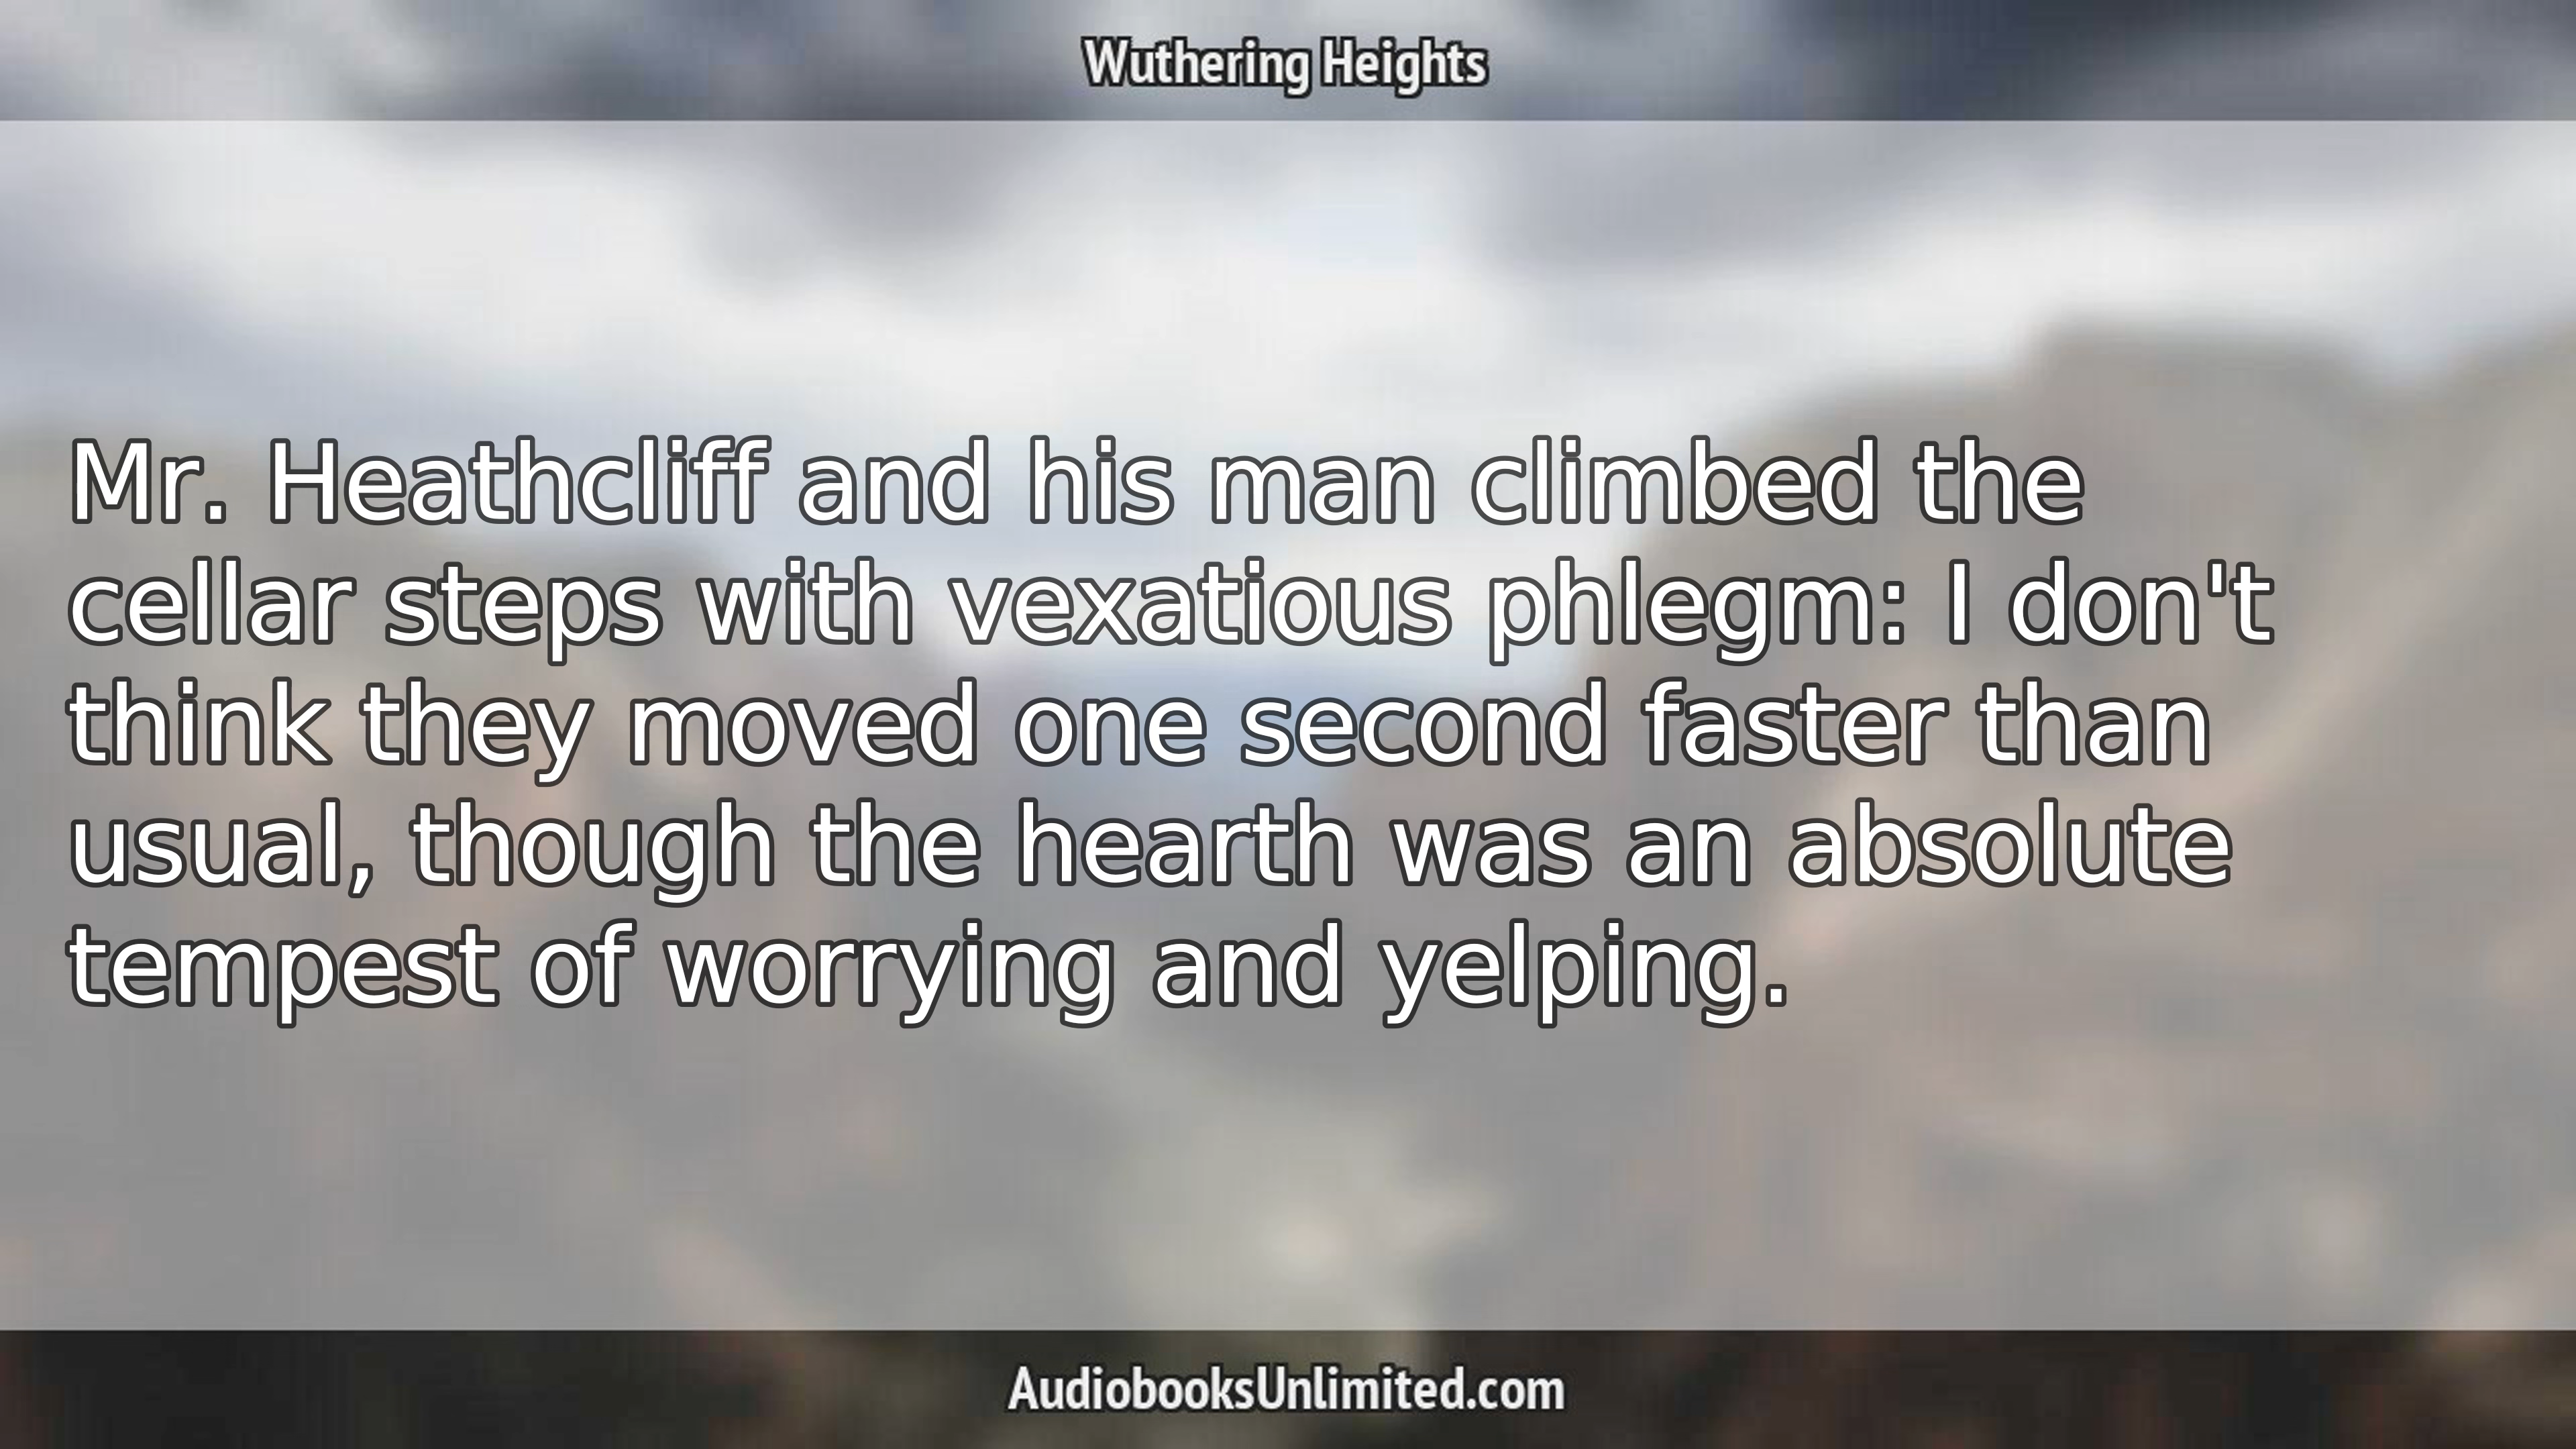 Wuthering Heights
Mr. Heathcliff and his man climbed the
cellar steps with vexatious phlegm: I don't
think they moved one second faster than
usual, though the hearth was an absolute
tempest of worrying and yelping.
AudiobooksUnlimited.com